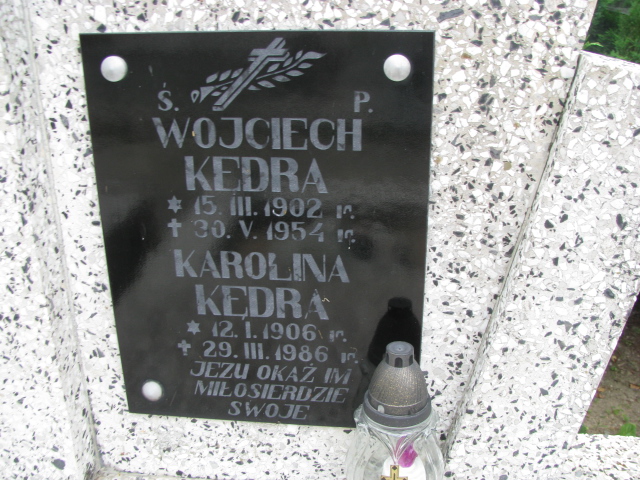 Ś. P.
WOJCIECH
KĘDRA
* 15. III. 1902 r.
✝ 30. V. 1954 r.
KAROLINA
KĘDRA
* 12. I. 1906 r.
✝ 29. III. 1986 r.
JEZU OKAŻ IM
MIŁOSIERDZIE
SWOJE